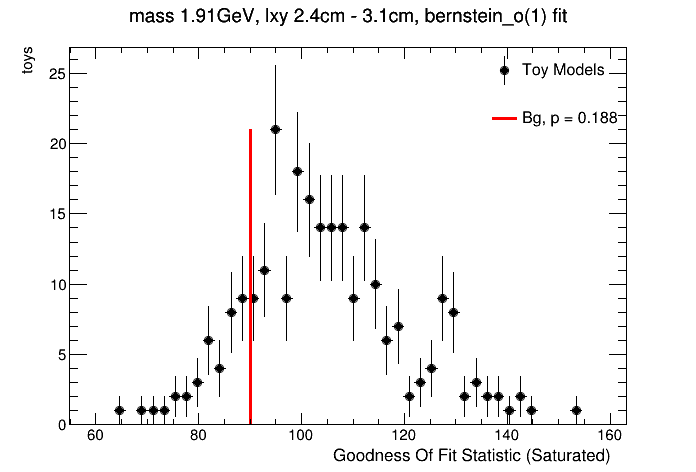 mass 1.91GeV, lxy 2.4cm - 3.1cm, bernstein_o(1) fit
toys
25
20
15
10
5
0
Toy Models
Bg, p = 0.188
60 80 100 120 140 160
Goodness Of Fit Statistic (Saturated)